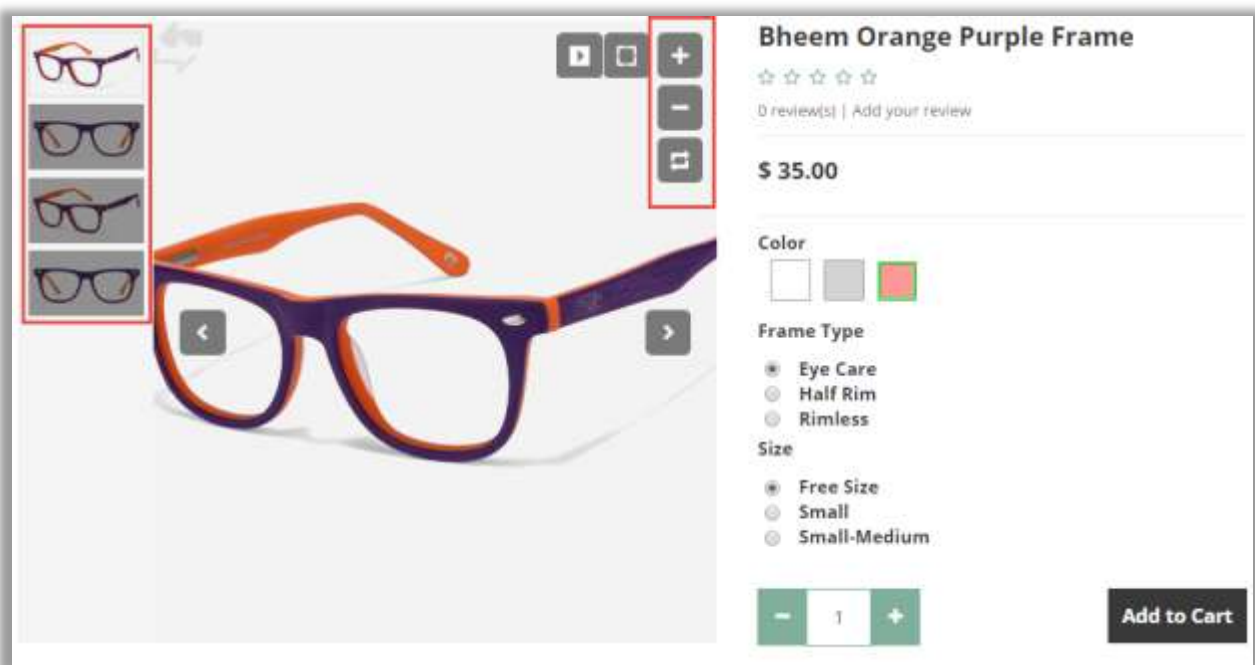 Bheem Orange Purple Frame
0 review(s) | Add your review
$ 35.00
Color
Frame Type
Eye Care
Half Rim
Rimless
Size
Free Size
Small
Small-Medium
1
Add to Cart